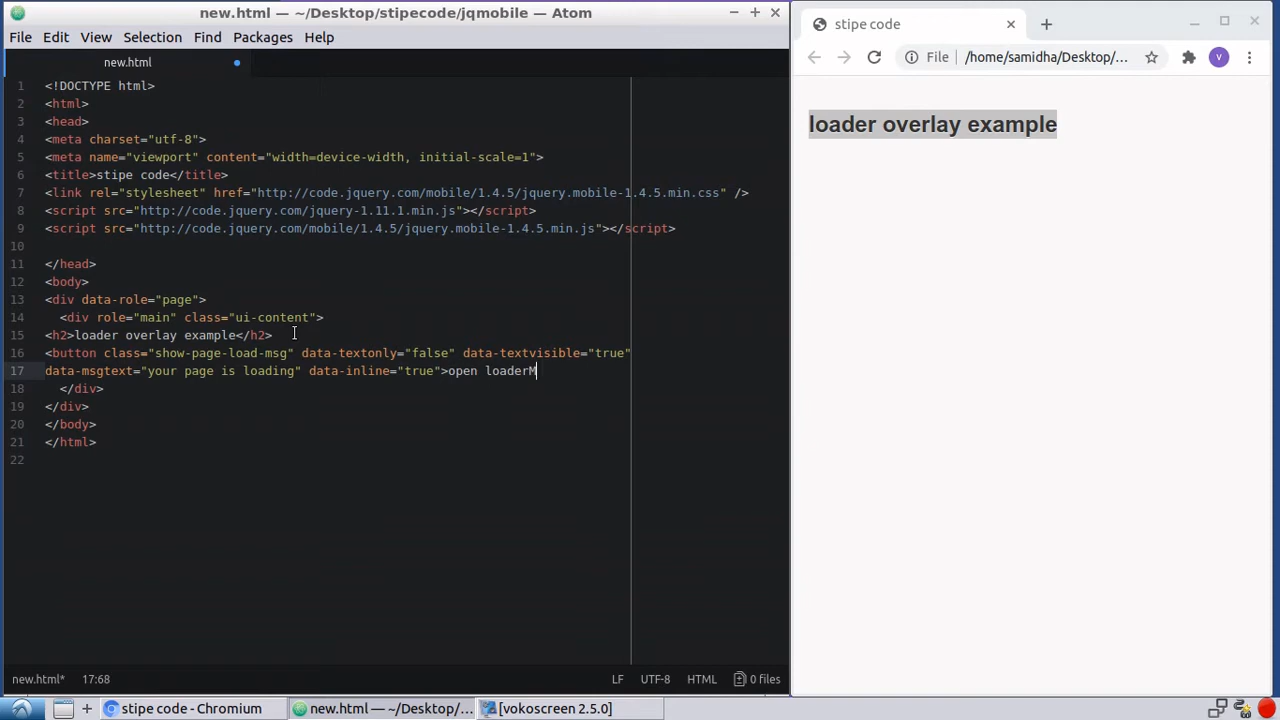 new.html — ~/Desktop/stipecode/jqmobile — Atom
File Edit View Selection Find Packages Help
new.html
1 <!DOCTYPE html>
2 <html>
3 <head>
4 <meta charset="utf-8">
5 <meta name="viewport" content="width=device-width, initial-scale=1">
6 <title>stipe code</title>
7 <link rel="stylesheet" href="http://code.jquery.com/mobile/1.4.5/jquery.mobile-1.4.5.min.css" />
8 <script src="http://code.jquery.com/jquery-1.11.1.min.js"></script>
9 <script src="http://code.jquery.com/mobile/1.4.5/jquery.mobile-1.4.5.min.js"></script>
10
11 </head>
12 <body>
13 <div data-role="page">
14 <div role="main" class="ui-content">
15 <h2>loader overlay example</h2>
16 <button class="show-page-load-msg" data-textonly="false" data-textvisible="true"
17 data-msgtext="your page is loading" data-inline="true">open loaderM
18 </div>
19 </div>
20 </body>
21 </html>
22
new.html* 17:68 LF UTF-8 HTML 0 files
stipe code
File /home/samidha/Desktop/... V
loader overlay example
stipe code - Chromium new.html — ~/Desktop/... [vokoscreen 2.5.0]